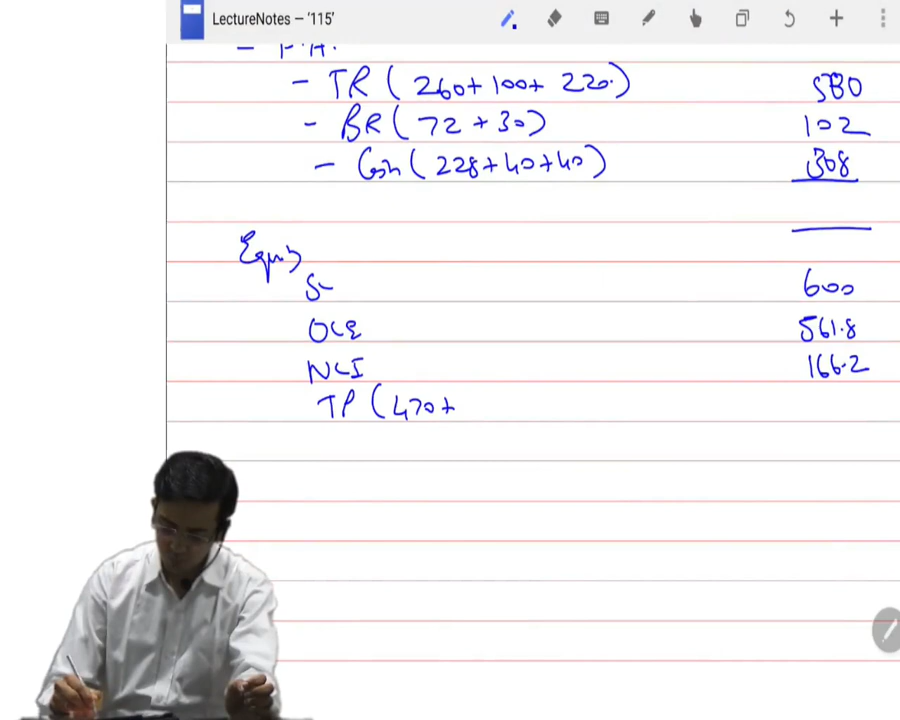 LectureNotes – '115'
- F.A.
- TR (260+100+ 220.) 580
- BR (72 + 30) 102
- Cash (228+40+40) 308
Equity
SC 600
OCE 561.8
NCI 166.2
TP (470+